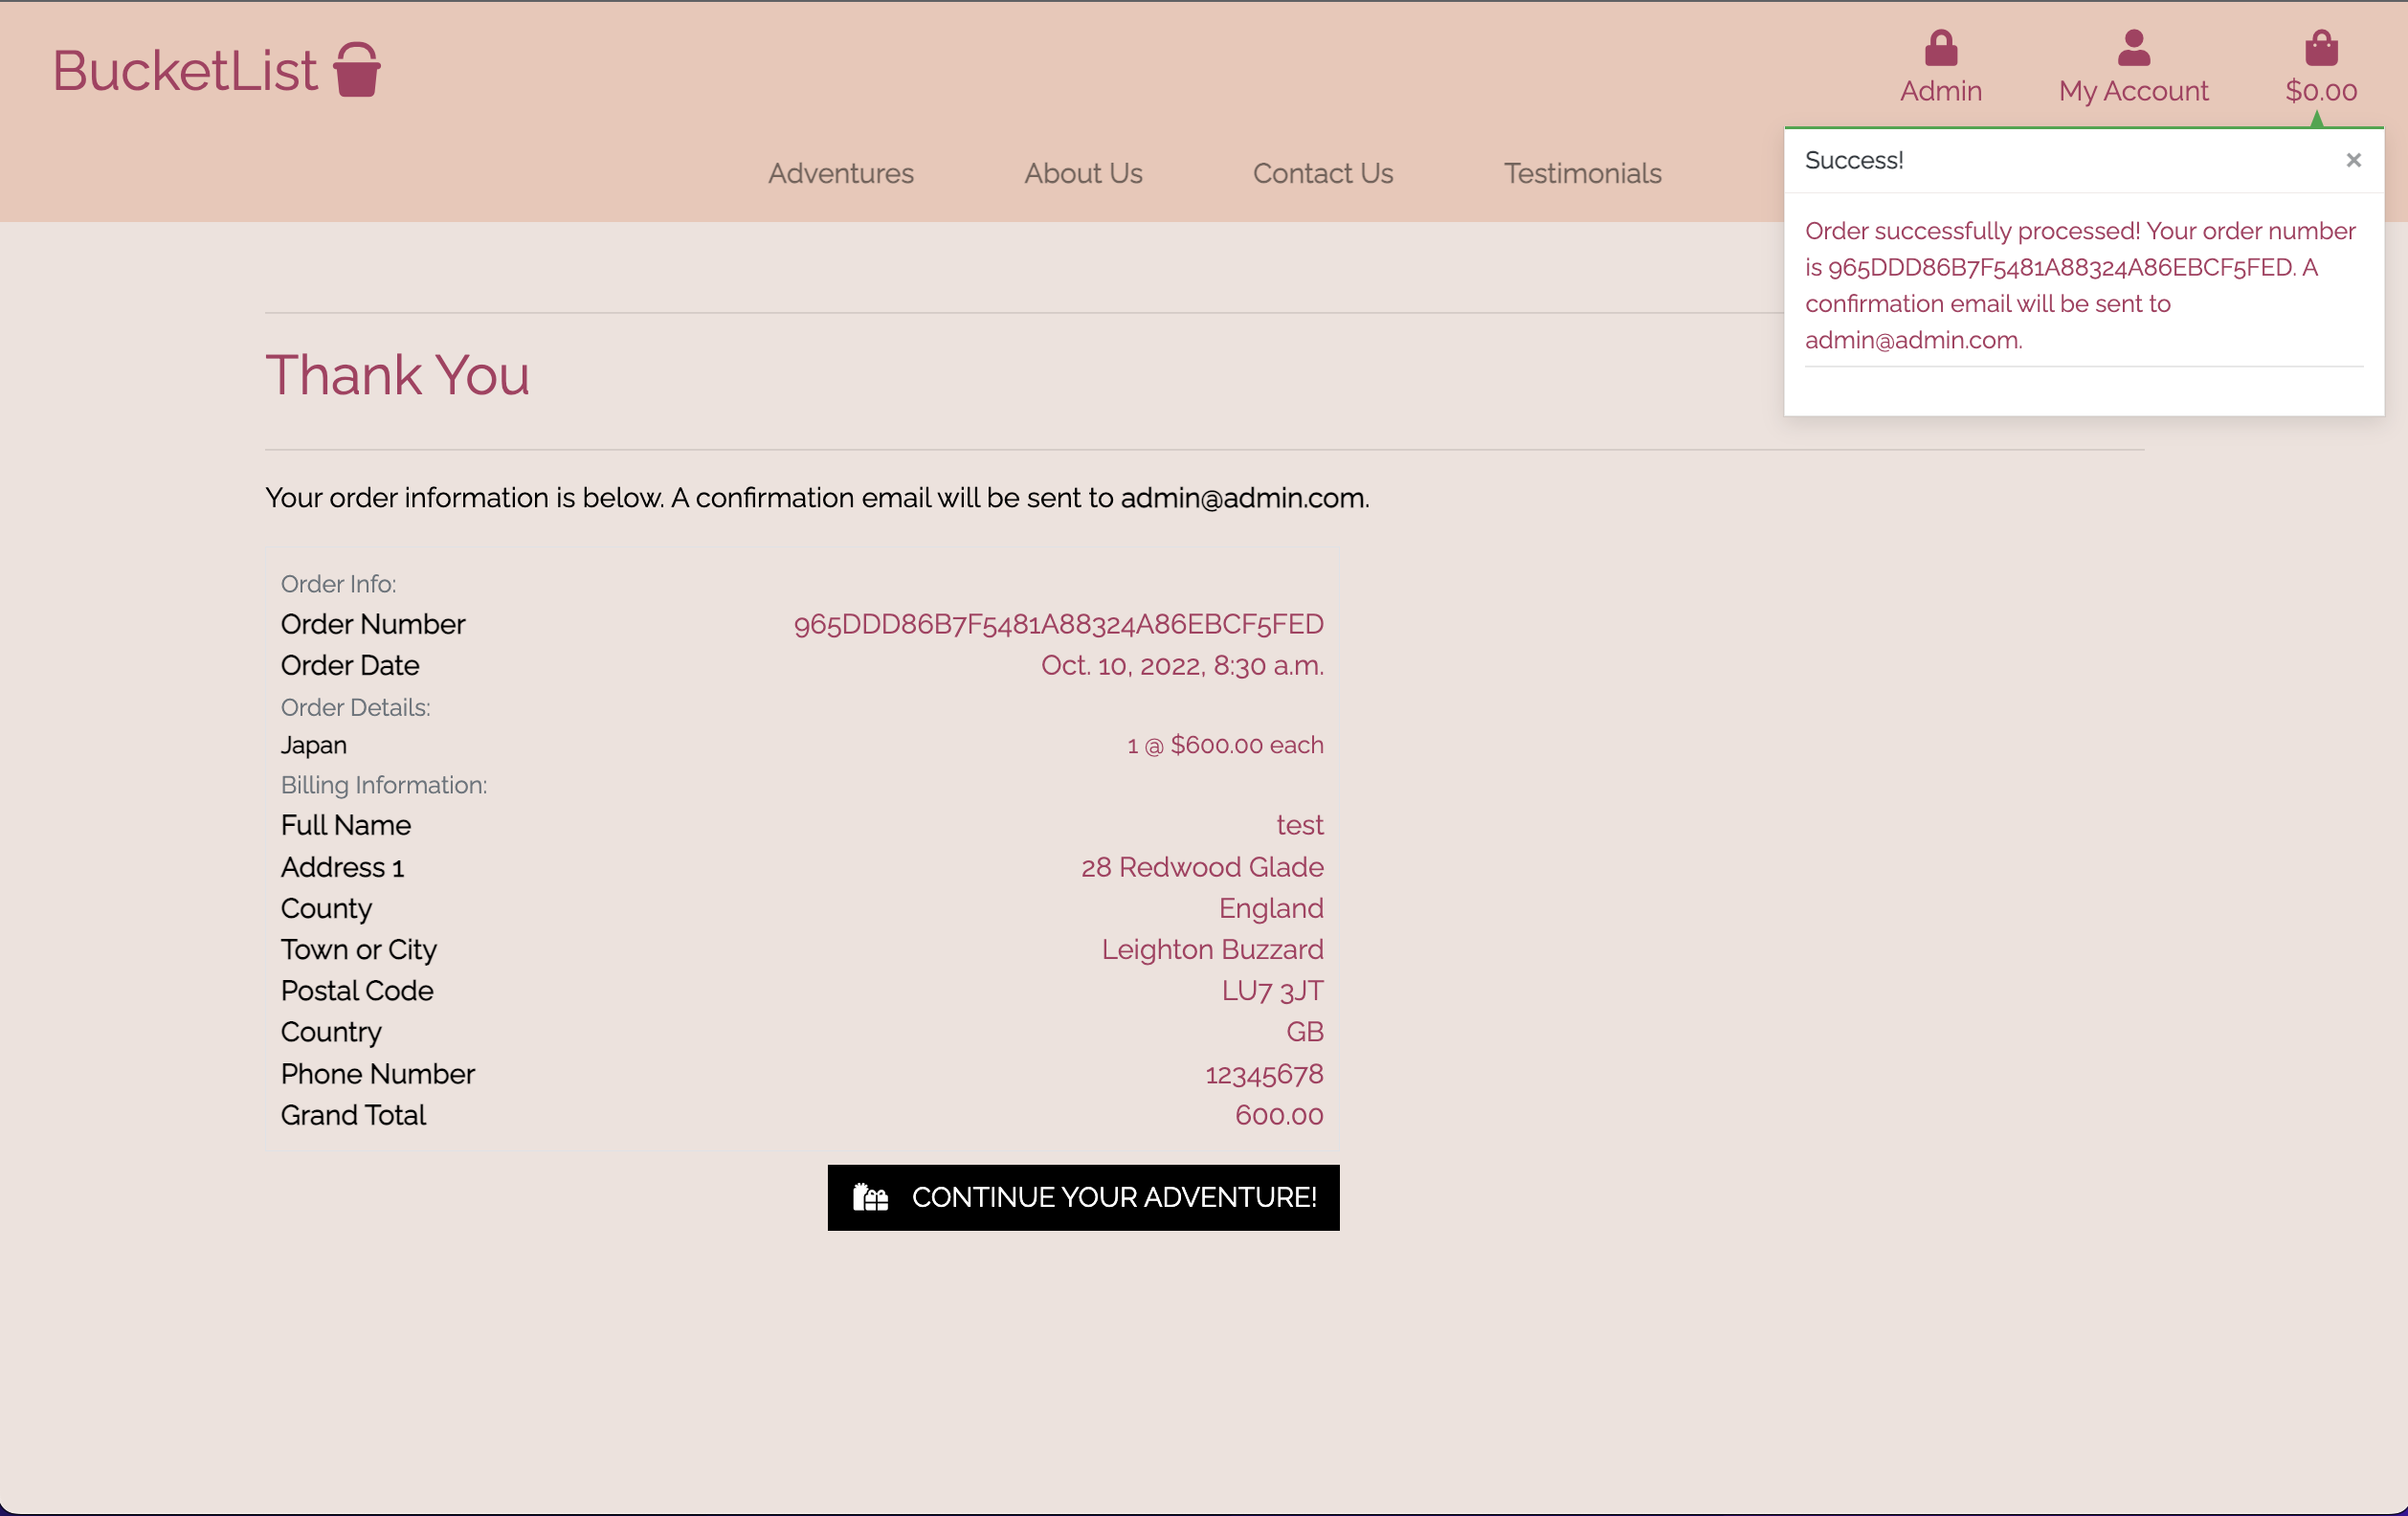 BucketList
Admin
My Account
$0.00
Adventures
About Us
Contact Us
Testimonials
Success!
×
Order successfully processed! Your order number
is 965DDD86B7F5481A88324A86EBCF5FED. A
confirmation email will be sent to
admin@admin.com.
Thank You
Your order information is below. A confirmation email will be sent to admin@admin.com.
Order Info:
Order Number 965DDD86B7F5481A88324A86EBCF5FED
Order Date Oct. 10, 2022, 8:30 a.m.
Order Details:
Japan 1 @ $600.00 each
Billing Information:
Full Name test
Address 1 28 Redwood Glade
County England
Town or City Leighton Buzzard
Postal Code LU7 3JT
Country GB
Phone Number 12345678
Grand Total 600.00
CONTINUE YOUR ADVENTURE!